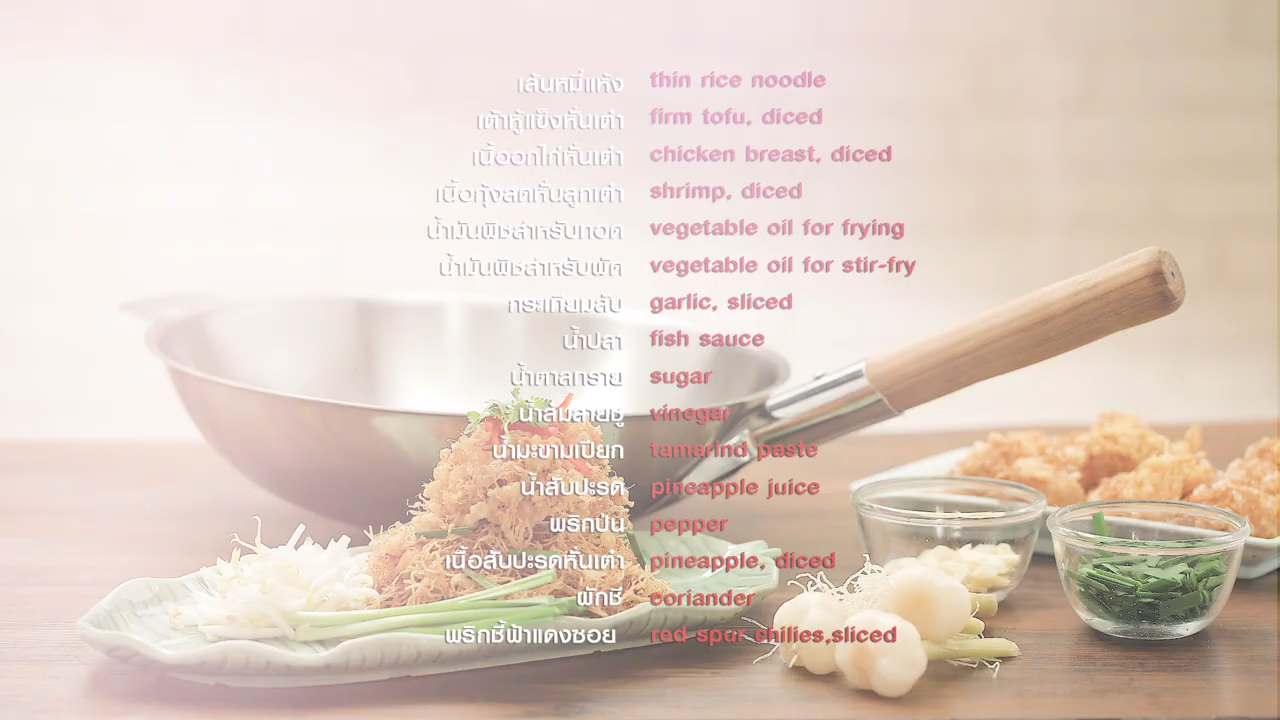 เส้นหมี่แห้ง thin rice noodle
เต้าหู้แข็งหั่นเต๋า firm tofu, diced
เนื้ออกไก่หั่นเต๋า chicken breast, diced
เนื้อกุ้งสดหั่นลูกเต๋า shrimp, diced
น้ำมันพืชสำหรับทอด vegetable oil for frying
น้ำมันพืชสำหรับผัด vegetable oil for stir-fry
กระเทียมสับ garlic, sliced
น้ำปลา fish sauce
น้ำตาลทราย sugar
น้ำส้มสายชู vinegar
น้ำมะขามเปียก tamarind paste
น้ำสับปะรด pineapple juice
พริกป่น pepper
เนื้อสับปะรดหั่นเต๋า pineapple, diced
ผักชี coriander
พริกชี้ฟ้าแดงซอย red spur chilies,sliced